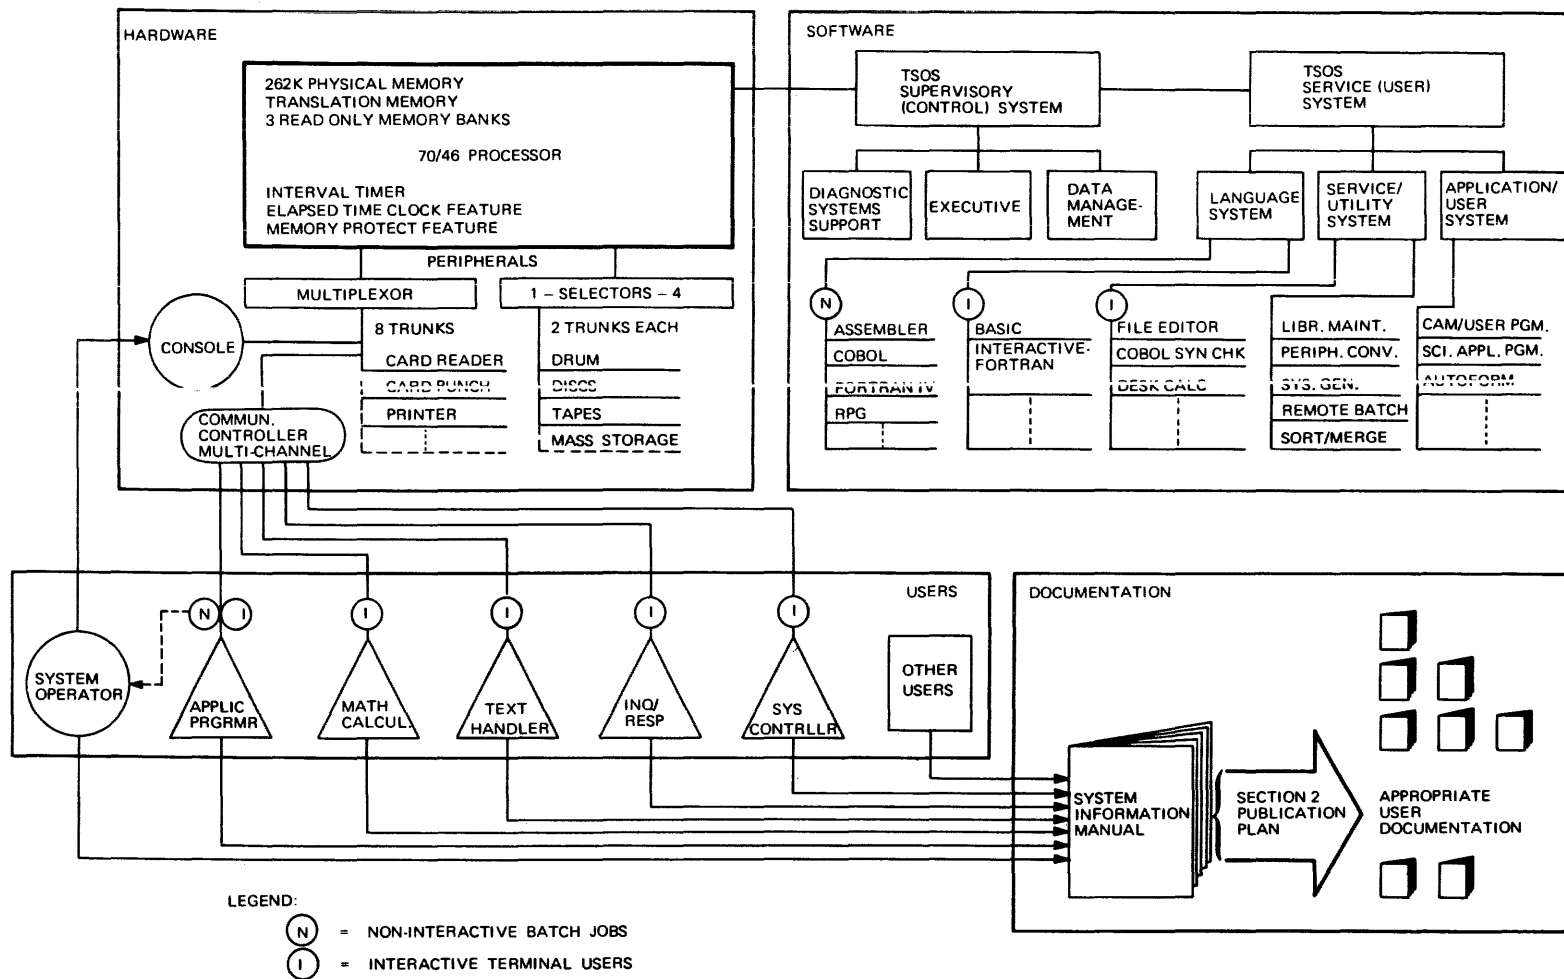 HARDWARE
262K PHYSICAL MEMORY
TRANSLATION MEMORY
3 READ ONLY MEMORY BANKS
70/46 PROCESSOR
INTERVAL TIMER
ELAPSED TIME CLOCK FEATURE
MEMORY PROTECT FEATURE
PERIPHERALS
MULTIPLEXOR
1 – SELECTORS – 4
CONSOLE
8 TRUNKS
CARD READER
CARD PUNCH
PRINTER
2 TRUNKS EACH
DRUM
DISCS
TAPES
MASS STORAGE
COMMUN.
CONTROLLER
MULTI-CHANNEL
SOFTWARE
TSOS
SUPERVISORY
(CONTROL) SYSTEM
TSOS
SERVICE (USER)
SYSTEM
DIAGNOSTIC
SYSTEMS
SUPPORT
EXECUTIVE
DATA
MANAGE-
MENT
LANGUAGE
SYSTEM
SERVICE/
UTILITY
SYSTEM
APPLICATION/
USER
SYSTEM
N
ASSEMBLER
COBOL
FORTRAN IV
RPG
I
BASIC
INTERACTIVE-
FORTRAN
I
FILE EDITOR
COBOL SYN CHK
DESK CALC
LIBR. MAINT.
PERIPH. CONV.
SYS. GEN.
REMOTE BATCH
SORT/MERGE
CAM/USER PGM.
SCI. APPL. PGM.
AUTOFORM
USERS
SYSTEM
OPERATOR
N
I
APPLIC
PRGRMR
I
MATH
CALCUL.
I
TEXT
HANDLER
I
INQ/
RESP
I
SYS
CONTRLLR
OTHER
USERS
DOCUMENTATION
SYSTEM
INFORMATION
MANUAL
SECTION 2
PUBLICATION
PLAN
APPROPRIATE
USER
DOCUMENTATION
LEGEND:
N = NON-INTERACTIVE BATCH JOBS
I = INTERACTIVE TERMINAL USERS